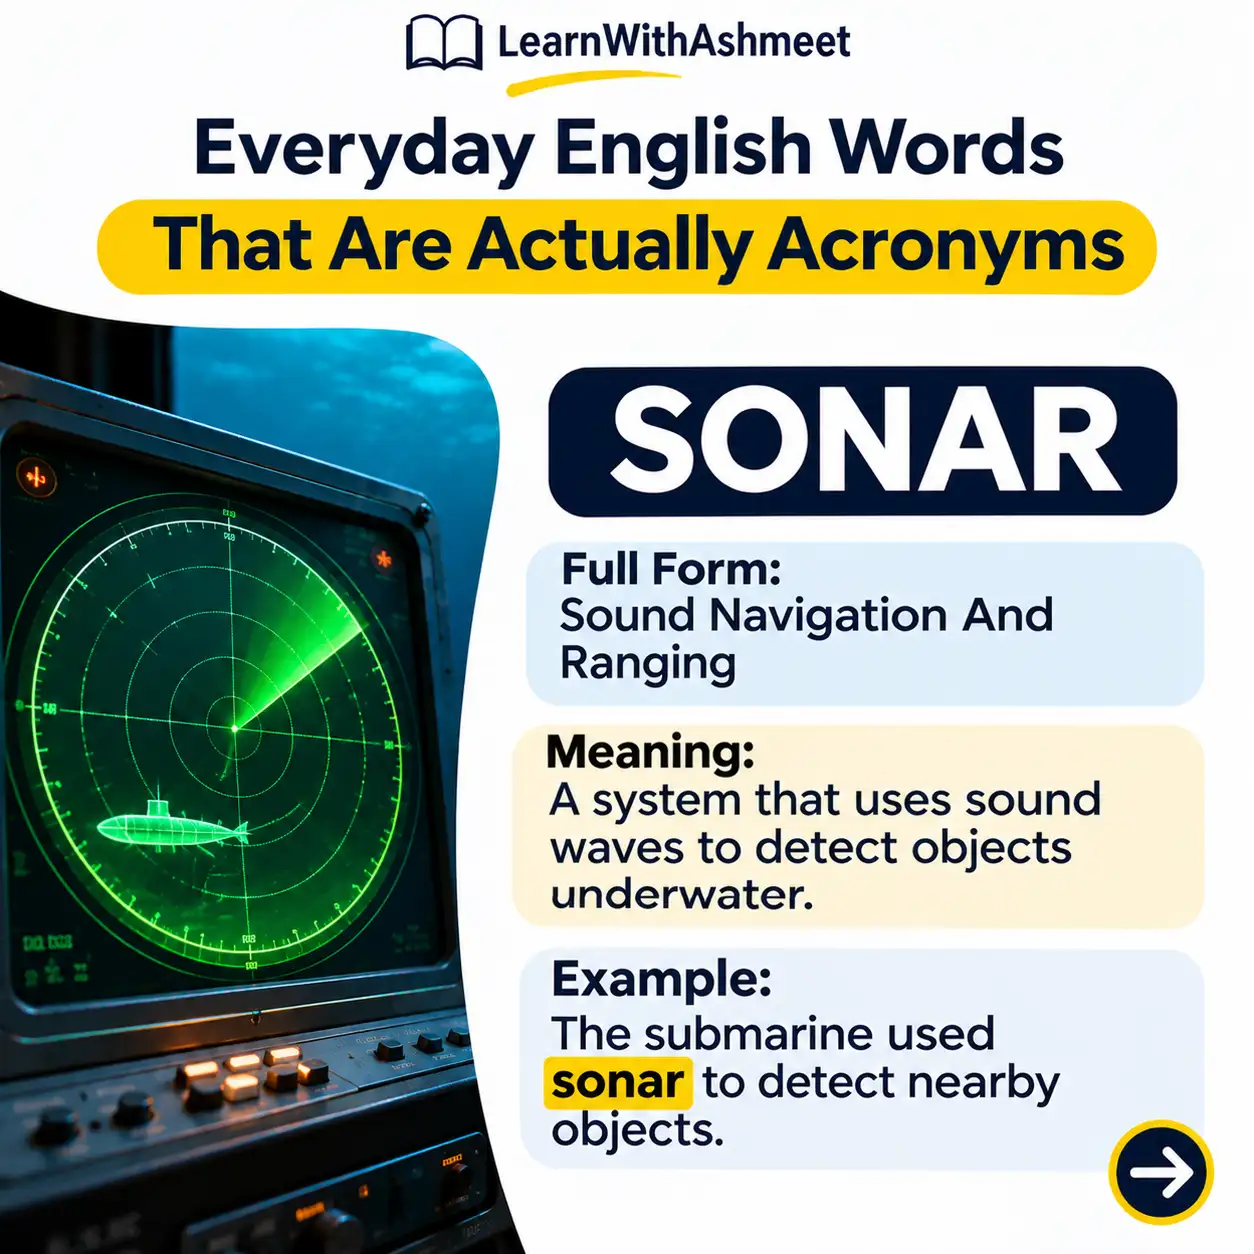 LearnWithAshmeet
Everyday English Words
That Are Actually Acronyms
SONAR
Full Form:
Sound Navigation And
Ranging
Meaning:
A system that uses sound
waves to detect objects
underwater.
Example:
The submarine used
sonar to detect nearby
objects.